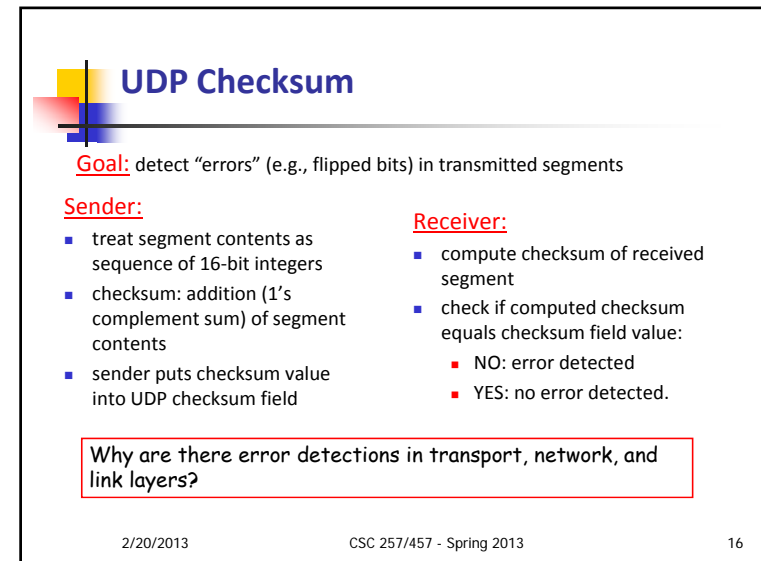 UDP Checksum
Goal: detect “errors” (e.g., flipped bits) in transmitted segments
Sender:
■ treat segment contents as
sequence of 16-bit integers
■ checksum: addition (1’s
complement sum) of segment
contents
■ sender puts checksum value
into UDP checksum field
Receiver:
■ compute checksum of received
segment
■ check if computed checksum
equals checksum field value:
■ NO: error detected
■ YES: no error detected.
Why are there error detections in transport, network, and
link layers?
2/20/2013
CSC 257/457 - Spring 2013
16